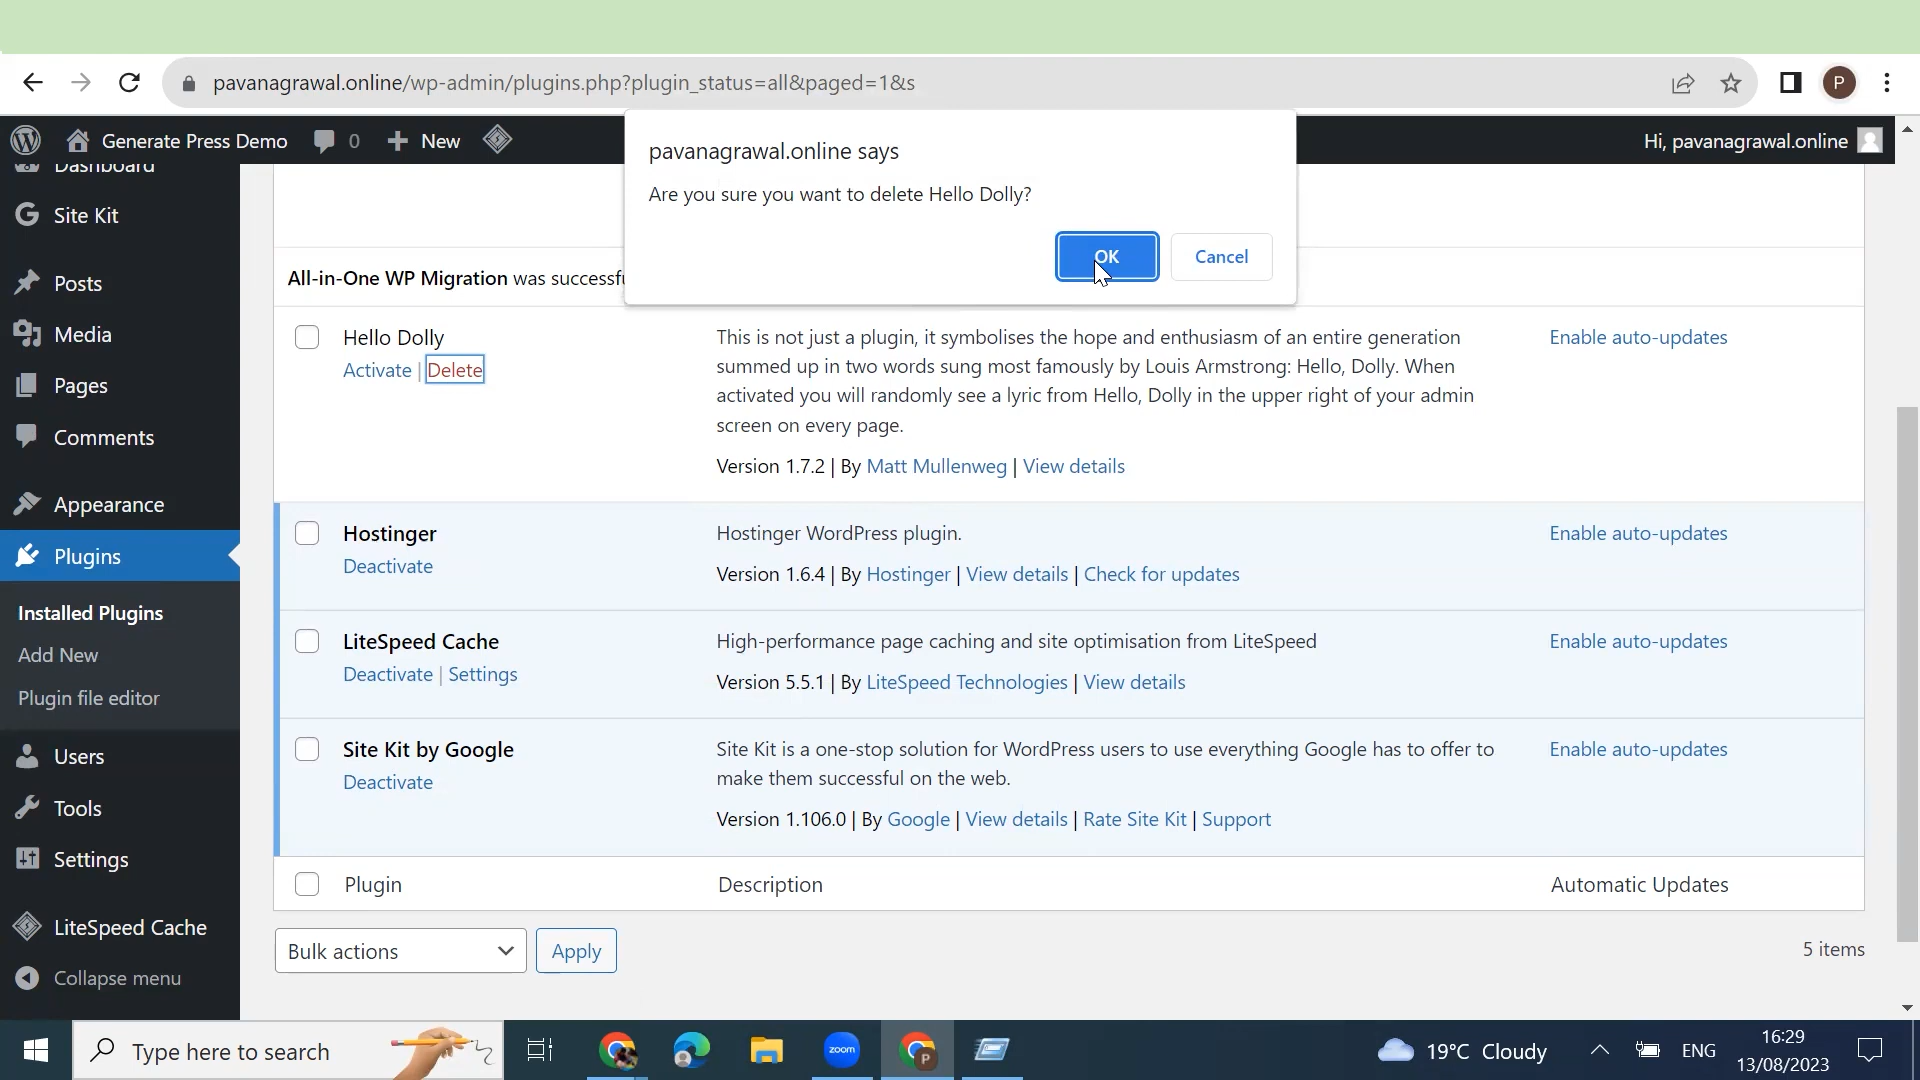 pavanagrawal.online/wp-admin/plugins.php?plugin_status=all&paged=1&s
P
Generate Press Demo
0
New
Hi, pavanagrawal.online
pavanagrawal.online says
Are you sure you want to delete Hello Dolly?
OK
Cancel
Dashboard
Site Kit
Posts
Media
Pages
Comments
Appearance
Plugins
Installed Plugins
Add New
Plugin file editor
Users
Tools
Settings
LiteSpeed Cache
Collapse menu
All-in-One WP Migration was
Hello Dolly
Activate | Delete
This is not just a plugin, it symbolises the hope and enthusiasm of an entire generation
summed up in two words sung most famously by Louis Armstrong: Hello, Dolly. When
activated you will randomly see a lyric from Hello, Dolly in the upper right of your admin
screen on every page.
Version 1.7.2 | By Matt Mullenweg | View details
Enable auto-updates
Hostinger
Deactivate
Hostinger WordPress plugin.
Version 1.6.4 | By Hostinger | View details | Check for updates
Enable auto-updates
LiteSpeed Cache
Deactivate | Settings
High-performance page caching and site optimisation from LiteSpeed
Version 5.5.1 | By LiteSpeed Technologies | View details
Enable auto-updates
Site Kit by Google
Deactivate
Site Kit is a one-stop solution for WordPress users to use everything Google has to offer to
make them successful on the web.
Version 1.106.0 | By Google | View details | Rate Site Kit | Support
Enable auto-updates
Plugin
Description
Automatic Updates
Bulk actions
Apply
5 items
Type here to search
zoom
P
19°C Cloudy
ENG
16:29
13/08/2023